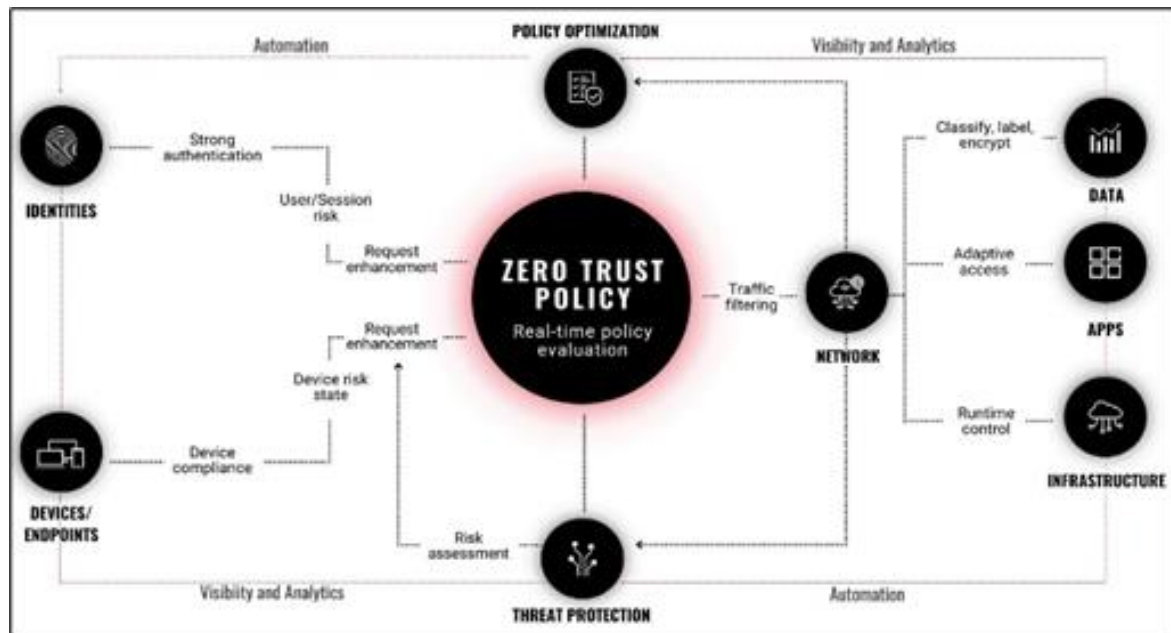 POLICY OPTIMIZATION
Automation
Visibiity and Analytics
Strong
authentication
Classify, label,
encrypt
IDENTITIES
DATA
User/Session
risk
Request
enhancement
ZERO TRUST
POLICY
Real-time policy
evaluation
Traffic
filtering
Adaptive
access
NETWORK
APPS
Request
enhancement
Device risk
state
Device
compliance
Runtime
control
INFRASTRUCTURE
DEVICES/
ENDPOINTS
Risk
assessment
Visibiity and Analytics
Automation
THREAT PROTECTION